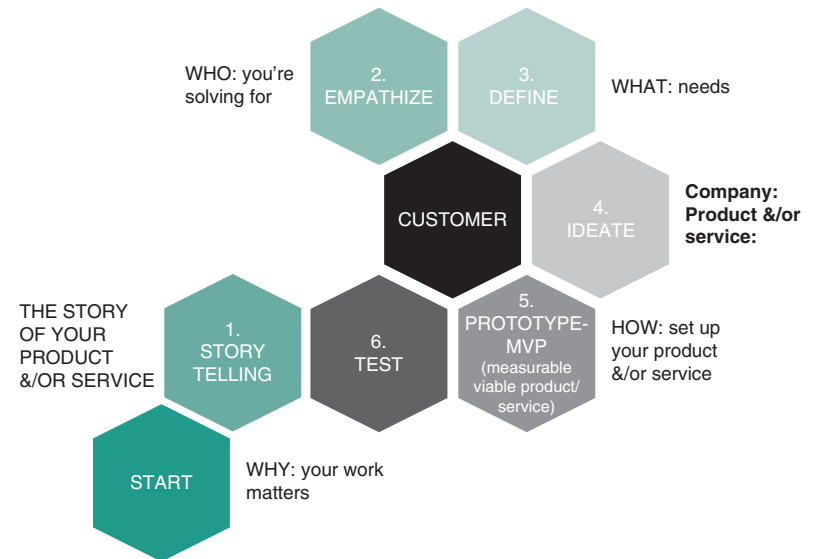 WHO: you're
solving for
2.
EMPATHIZE
3.
DEFINE
WHAT: needs
CUSTOMER
4.
IDEATE
Company:
Product &/or
service:
THE STORY
OF YOUR
PRODUCT
&/OR SERVICE
1.
STORY
TELLING
6.
TEST
5.
PROTOTYPE-
MVP
(measurable
viable product/
service)
HOW: set up
your product
&/or service
START
WHY: your work
matters